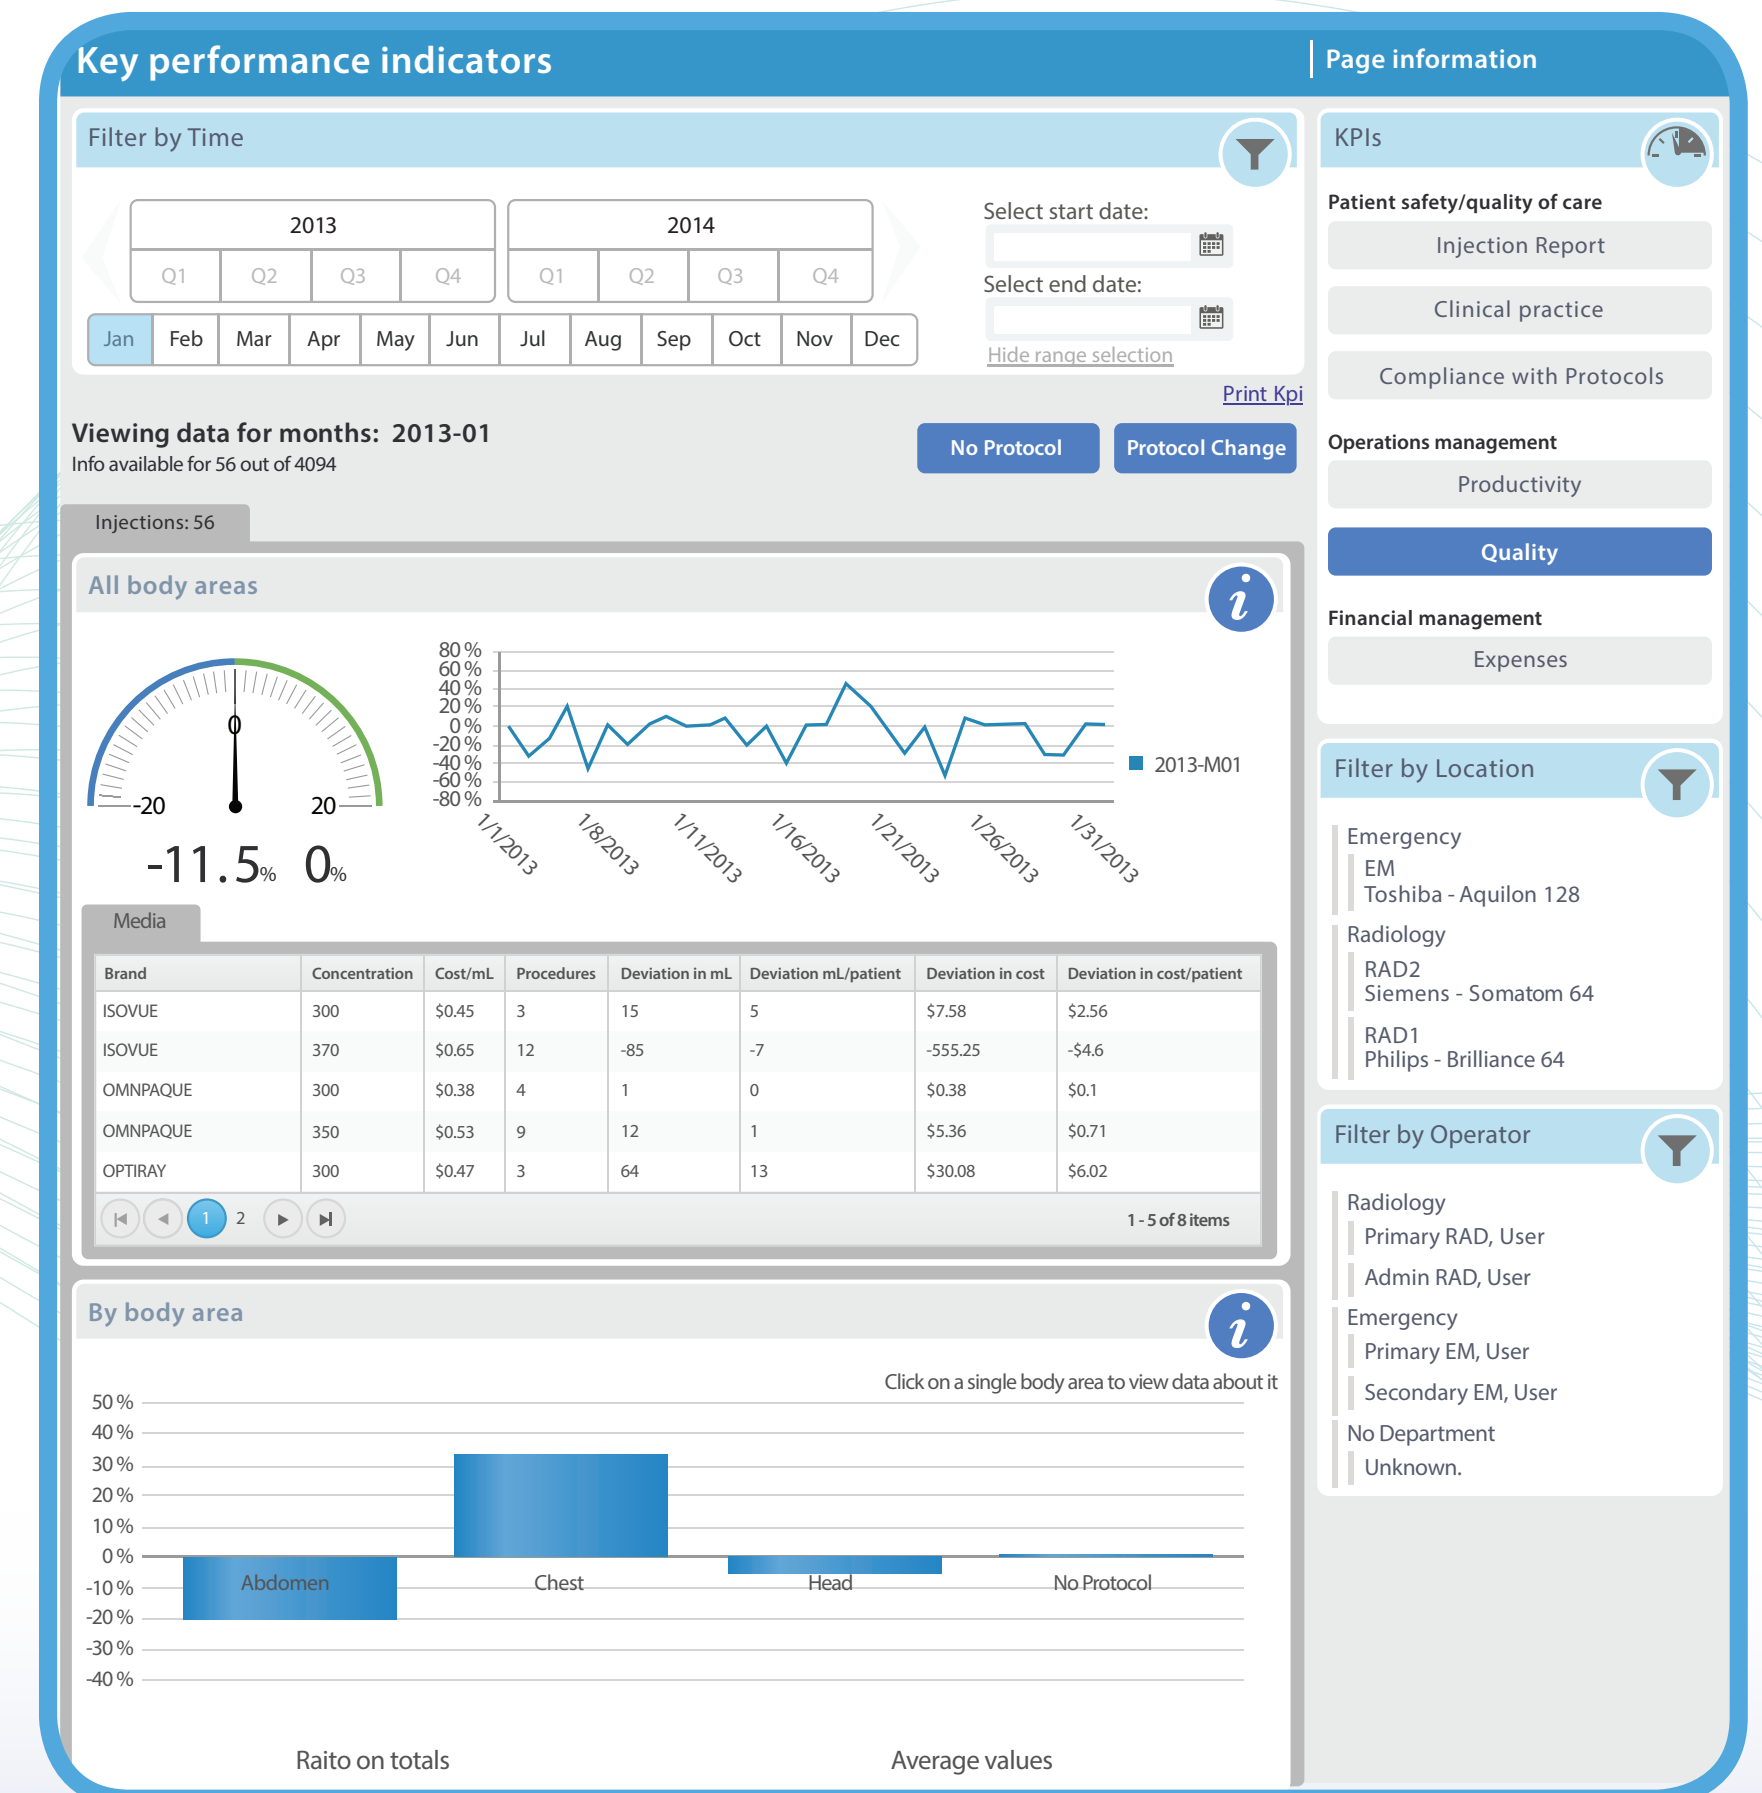 Key performance indicators
Page information
Filter by Time
2013
2014
Q1 Q2 Q3 Q4 Q1 Q2 Q3 Q4
Jan Feb Mar Apr May Jun Jul Aug Sep Oct Nov Dec
Select start date:
Select end date:
Hide range selection
Print Kpi
Viewing data for months: 2013-01
Info available for 56 out of 4094
No Protocol
Protocol Change
Injections: 56
All body areas
i
0
-20 20
-11.5% 0%
80%
60%
40%
20%
0%
-20%
-40%
-60%
-80%
1/1/2013 1/8/2013 1/11/2013 1/16/2013 1/21/2013 1/26/2013 1/31/2013
2013-M01
Media
Brand Concentration Cost/mL Procedures Deviation in mL Deviation mL/patient Deviation in cost Deviation in cost/patient
ISOVUE 300 $0.45 3 15 5 $7.58 $2.56
ISOVUE 370 $0.65 12 -85 -7 -555.25 -$4.6
OMNPAQUE 300 $0.38 4 1 0 $0.38 $0.1
OMNPAQUE 350 $0.53 9 12 1 $5.36 $0.71
OPTIRAY 300 $0.47 3 64 13 $30.08 $6.02
1 2
1 - 5 of 8 items
By body area
i
Click on a single body area to view data about it
50%
40%
30%
20%
10%
0%
-10%
-20%
-30%
-40%
Abdomen Chest Head No Protocol
Raito on totals
Average values
KPIs
Patient safety/quality of care
Injection Report
Clinical practice
Compliance with Protocols
Operations management
Productivity
Quality
Financial management
Expenses
Filter by Location
Emergency
EM
Toshiba - Aquilon 128
Radiology
RAD2
Siemens - Somatom 64
RAD1
Philips - Brilliance 64
Filter by Operator
Radiology
Primary RAD, User
Admin RAD, User
Emergency
Primary EM, User
Secondary EM, User
No Department
Unknown.